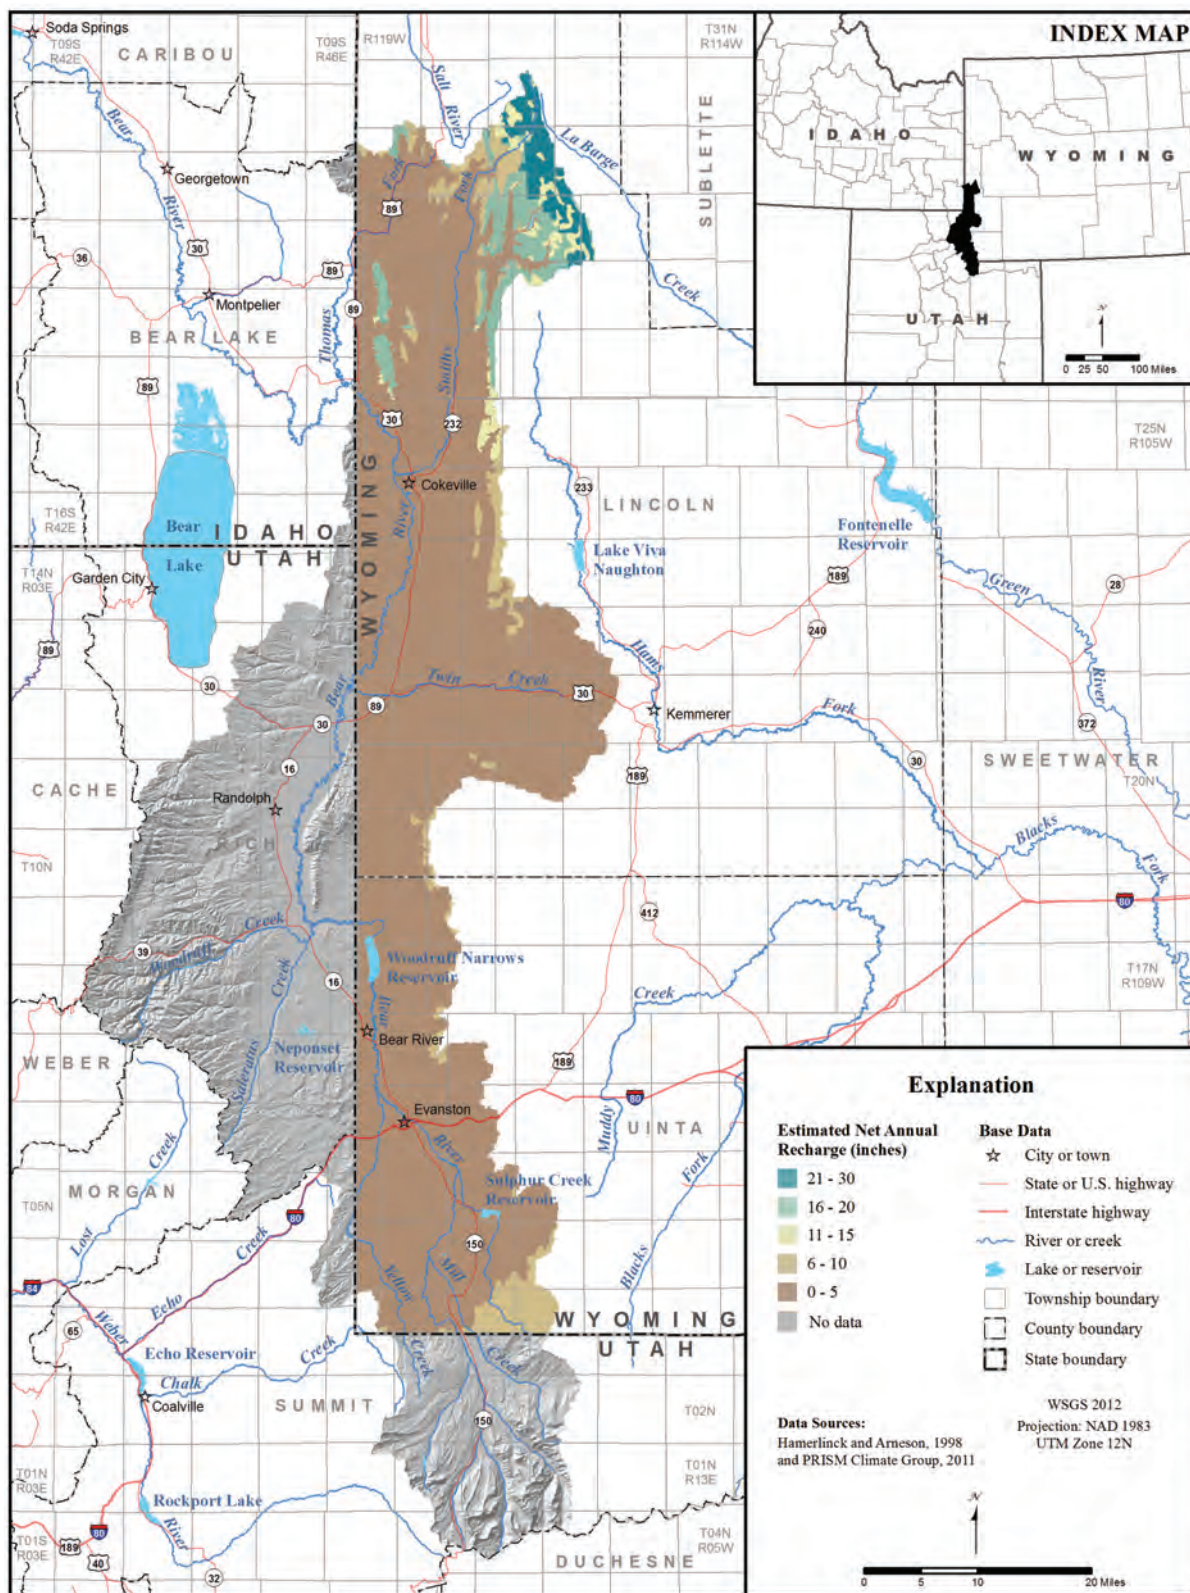 Soda Springs
T09S
R42E
CARIBOU
T09S
R46E
R119W
T31N
R114W
Salt
River
Bear
River
Georgetown
30
36
Montpelier
89
BEAR LAKE
89
Thomas
Fork
Fork
89
89
Smiths
La Barge
Creek
SUBLETTE
INDEX MAP
IDAHO
WYOMING
UTAH
N
0 25 50 100 Miles
30
232
Cokeville
River
WYOMING
T16S
R42E
IDAHO
UTAH
Bear
Lake
T14N
R03E
Garden City
89
30
233
LINCOLN
Lake Viva
Naughton
Fontenelle
Reservoir
T25N
R105W
189
240
Green
28
River
372
Hams
Fork
Twin
Creek
30
89
Bear
30
Kemmerer
189
30
SWEETWATER
T20N
Blacks
Fork
80
16
CACHE
Randolph
RICH
T10N
412
39
Woodruff
Creek
Creek
Saleratus
16
Woodruff Narrows
Reservoir
Bear
Bear River
Neponset
Reservoir
T17N
R109W
Creek
Muddy
189
80
WEBER
Evanston
River
UINTA
Fork
Blacks
Sulphur Creek
Reservoir
150
Mill
Creek
Yellow
Creek
MORGAN
T05N
Creek
Lost
80
Creek
Echo
84
65
Weber
Echo Reservoir
Chalk
Creek
Coalville
SUMMIT
WYOMING
UTAH
T02N
150
T01N
R13E
T01N
R03E
Rockport Lake
River
80
189
40
T01S
R03E
32
T04N
R05W
DUCHESNE
Explanation
Estimated Net Annual
Recharge (inches)
21 - 30
16 - 20
11 - 15
6 - 10
0 - 5
No data
Base Data
City or town
State or U.S. highway
Interstate highway
River or creek
Lake or reservoir
Township boundary
County boundary
State boundary
Data Sources:
Hamerlinck and Arneson, 1998
and PRISM Climate Group, 2011
WSGS 2012
Projection: NAD 1983
UTM Zone 12N
N
0 5 10 20 Miles